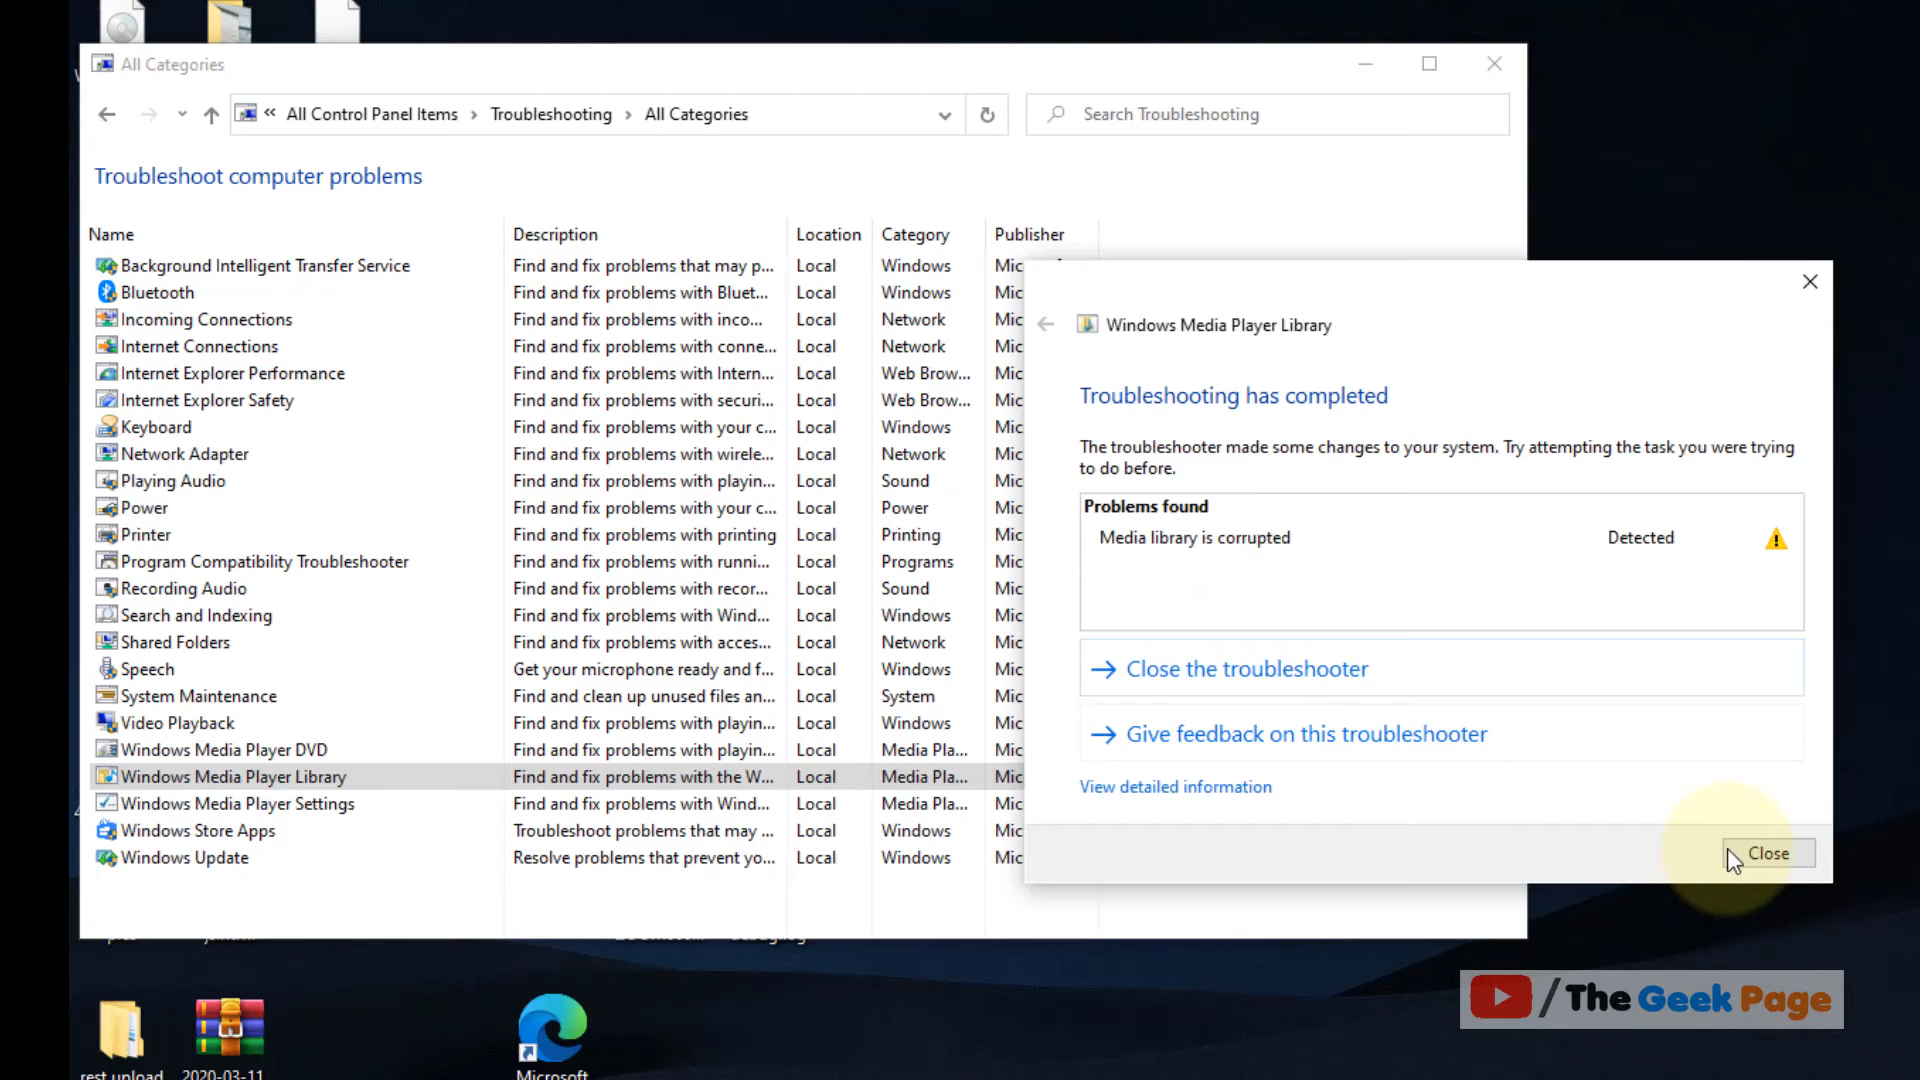 All Categories
« All Control Panel Items › Troubleshooting › All Categories
Search Troubleshooting
Troubleshoot computer problems
Name Description Location Category Publisher
Background Intelligent Transfer Service Find and fix problems that may p... Local Windows Mic
Bluetooth Find and fix problems with Bluet... Local Windows Mic
Incoming Connections Find and fix problems with inco... Local Network Mic
Internet Connections Find and fix problems with conne... Local Network Mic
Internet Explorer Performance Find and fix problems with Intern... Local Web Brow... Mic
Internet Explorer Safety Find and fix problems with securi... Local Web Brow... Mic
Keyboard Find and fix problems with your c... Local Windows Mic
Network Adapter Find and fix problems with wirele... Local Network Mic
Playing Audio Find and fix problems with playin... Local Sound Mic
Power Find and fix problems with your c... Local Power Mic
Printer Find and fix problems with printing Local Printing Mic
Program Compatibility Troubleshooter Find and fix problems with runni... Local Programs Mic
Recording Audio Find and fix problems with recor... Local Sound Mic
Search and Indexing Find and fix problems with Wind... Local Windows Mic
Shared Folders Find and fix problems with acces... Local Network Mic
Speech Get your microphone ready and f... Local Windows Mic
System Maintenance Find and clean up unused files an... Local System Mic
Video Playback Find and fix problems with playin... Local Windows Mic
Windows Media Player DVD Find and fix problems with playin... Local Media Pla... Mic
Windows Media Player Library Find and fix problems with the W... Local Media Pla... Mic
Windows Media Player Settings Find and fix problems with Wind... Local Media Pla... Mic
Windows Store Apps Troubleshoot problems that may ... Local Windows Mic
Windows Update Resolve problems that prevent yo... Local Windows Mic
Windows Media Player Library
Troubleshooting has completed
The troubleshooter made some changes to your system. Try attempting the task you were trying
to do before.
Problems found
Media library is corrupted Detected
Close the troubleshooter
Give feedback on this troubleshooter
View detailed information
Close
/ The Geek Page
rest upload 2020-03-11 Microsoft